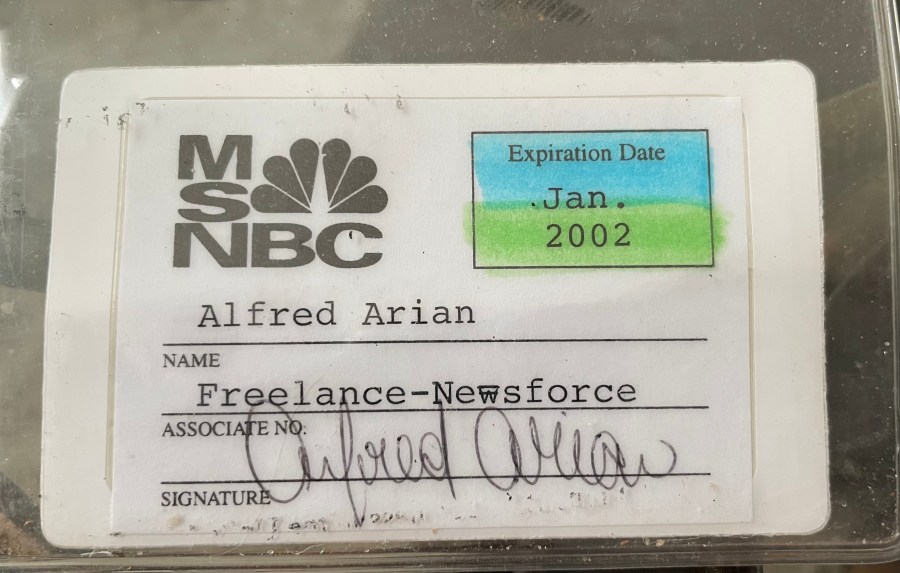 MSNBC
Expiration Date
Jan.
2002
Alfred Arian
NAME
Freelance-Newsforce
ASSOCIATE NO:
Alfred Arian
SIGNATURE